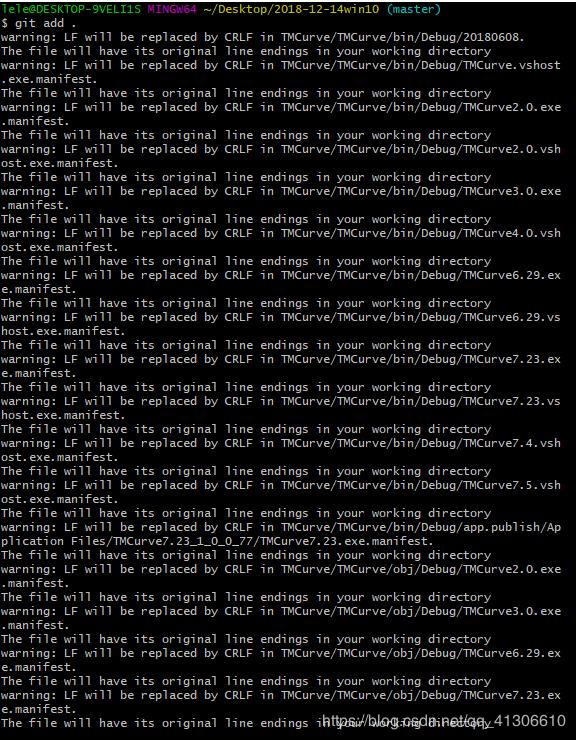 lele@DESKTOP-9VELI1S MINGW64 ~/Desktop/2018-12-14win10 (master)
$ git add .
warning: LF will be replaced by CRLF in TMCurve/TMCurve/bin/Debug/20180608.
warning: LF will be replaced by CRLF in TMCurve/TMCurve/bin/Debug/TMCurve.vshost
.exe.manifest.
The file will have its original line endings in your working directory
warning: LF will be replaced by CRLF in TMCurve/TMCurve/bin/Debug/TMCurve2.0.exe
.manifest.
The file will have its original line endings in your working directory
warning: LF will be replaced by CRLF in TMCurve/TMCurve/bin/Debug/TMCurve2.0.vsh
ost.exe.manifest.
The file will have its original line endings in your working directory
warning: LF will be replaced by CRLF in TMCurve/TMCurve/bin/Debug/TMCurve3.0.exe
.manifest.
The file will have its original line endings in your working directory
warning: LF will be replaced by CRLF in TMCurve/TMCurve/bin/Debug/TMCurve4.0.vsh
ost.exe.manifest.
The file will have its original line endings in your working directory
warning: LF will be replaced by CRLF in TMCurve/TMCurve/bin/Debug/TMCurve6.29.ex
e.manifest.
The file will have its original line endings in your working directory
warning: LF will be replaced by CRLF in TMCurve/TMCurve/bin/Debug/TMCurve6.29.vs
host.exe.manifest.
The file will have its original line endings in your working directory
warning: LF will be replaced by CRLF in TMCurve/TMCurve/bin/Debug/TMCurve7.23.ex
e.manifest.
The file will have its original line endings in your working directory
warning: LF will be replaced by CRLF in TMCurve/TMCurve/bin/Debug/TMCurve7.23.vs
host.exe.manifest.
The file will have its original line endings in your working directory
warning: LF will be replaced by CRLF in TMCurve/TMCurve/bin/Debug/TMCurve7.4.vsh
ost.exe.manifest.
The file will have its original line endings in your working directory
warning: LF will be replaced by CRLF in TMCurve/TMCurve/bin/Debug/TMCurve7.5.vsh
ost.exe.manifest.
The file will have its original line endings in your working directory
warning: LF will be replaced by CRLF in TMCurve/TMCurve/bin/Debug/app.publish/Ap
plication Files/TMCurve7.23_1_0_0_77/TMCurve7.23.exe.manifest.
The file will have its original line endings in your working directory
warning: LF will be replaced by CRLF in TMCurve/TMCurve/obj/Debug/TMCurve2.0.exe
.manifest.
The file will have its original line endings in your working directory
warning: LF will be replaced by CRLF in TMCurve/TMCurve/obj/Debug/TMCurve3.0.exe
.manifest.
The file will have its original line endings in your working directory
warning: LF will be replaced by CRLF in TMCurve/TMCurve/obj/Debug/TMCurve6.29.ex
e.manifest.
The file will have its original line endings in your working directory
warning: LF will be replaced by CRLF in TMCurve/TMCurve/obj/Debug/TMCurve7.23.ex
e.manifest.
The file will have its original line endings in your working directory
https://blog.csdn.net/qq_41306610